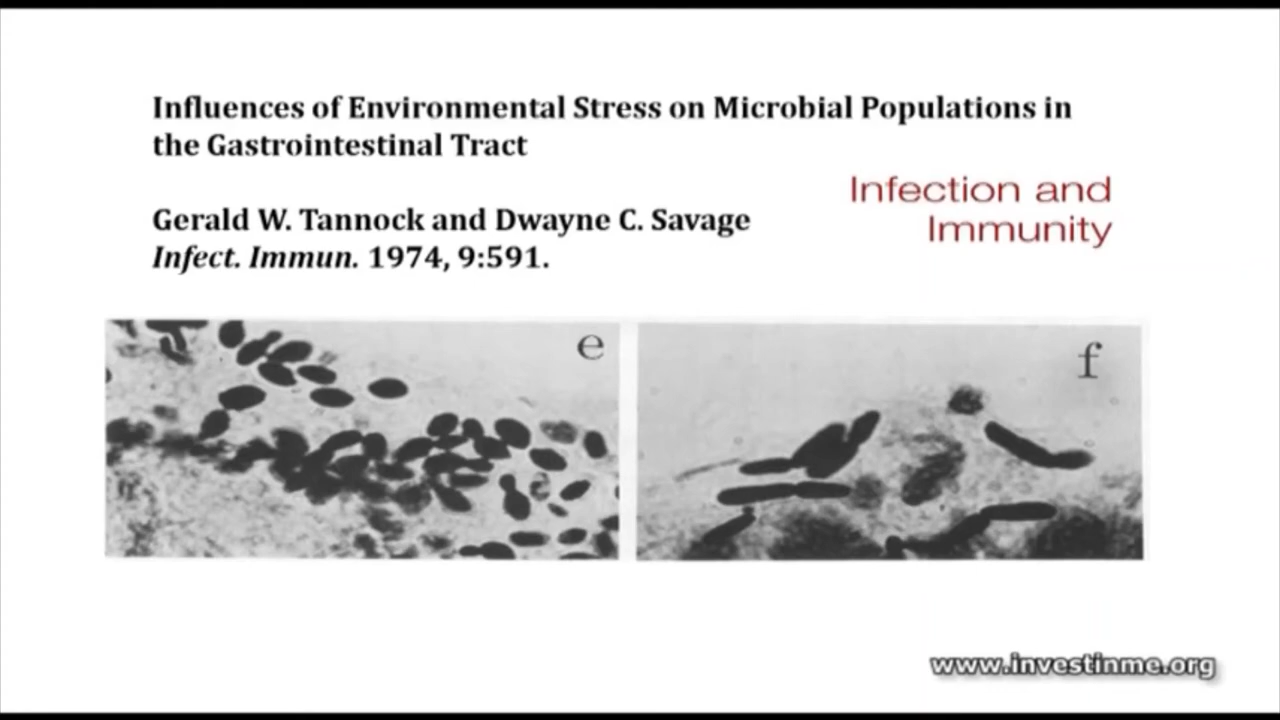 Influences of Environmental Stress on Microbial Populations in
the Gastrointestinal Tract
Infection and
Immunity
Gerald W. Tannock and Dwayne C. Savage
Infect. Immun. 1974, 9:591.
e
f
www.investinme.org